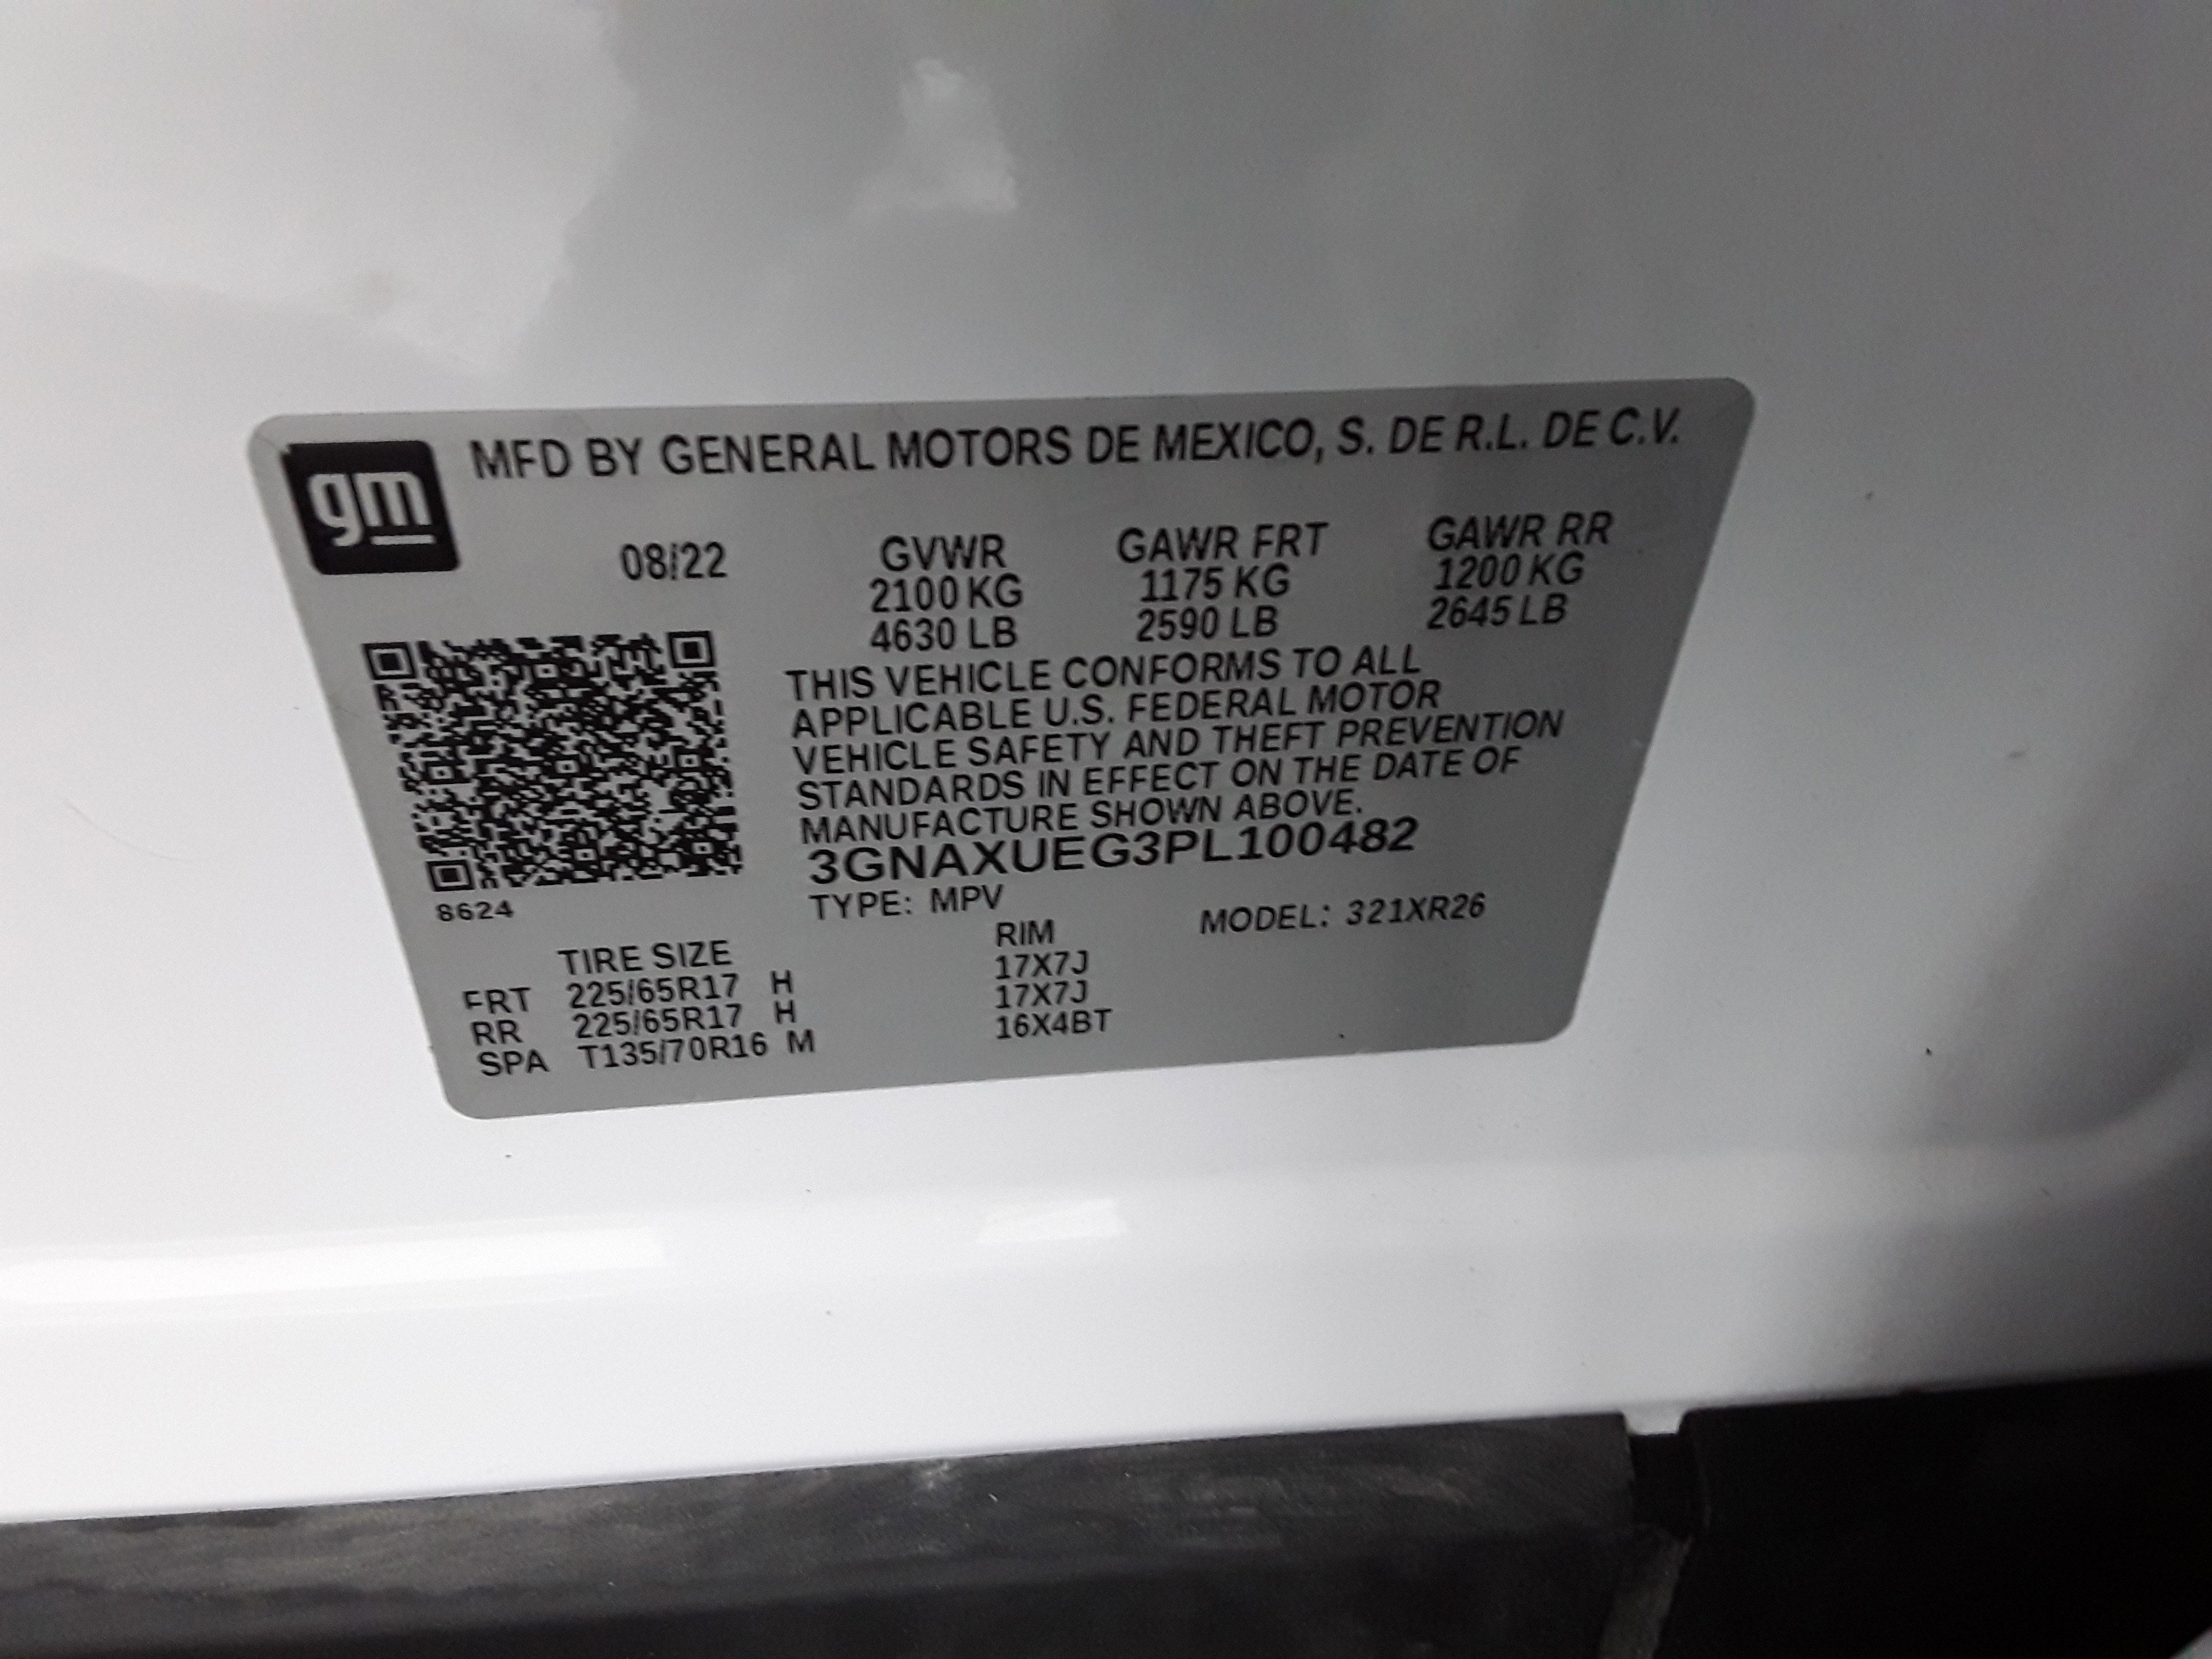 gm
MFD BY GENERAL MOTORS DE MEXICO, S. DE R.L. DE C.V.
08/22 GVWR GAWR FRT GAWR RR
2100 KG 1175 KG 1200 KG
4630 LB 2590 LB 2645 LB
THIS VEHICLE CONFORMS TO ALL
APPLICABLE U.S. FEDERAL MOTOR
VEHICLE SAFETY AND THEFT PREVENTION
STANDARDS IN EFFECT ON THE DATE OF
MANUFACTURE SHOWN ABOVE.
3GNAXUEG3PL100482
8624
TYPE: MPV MODEL: 321XR26
TIRE SIZE RIM
FRT 225/65R17 H 17X7J
RR 225/65R17 H 17X7J
SPA T135/70R16 M 16X4BT